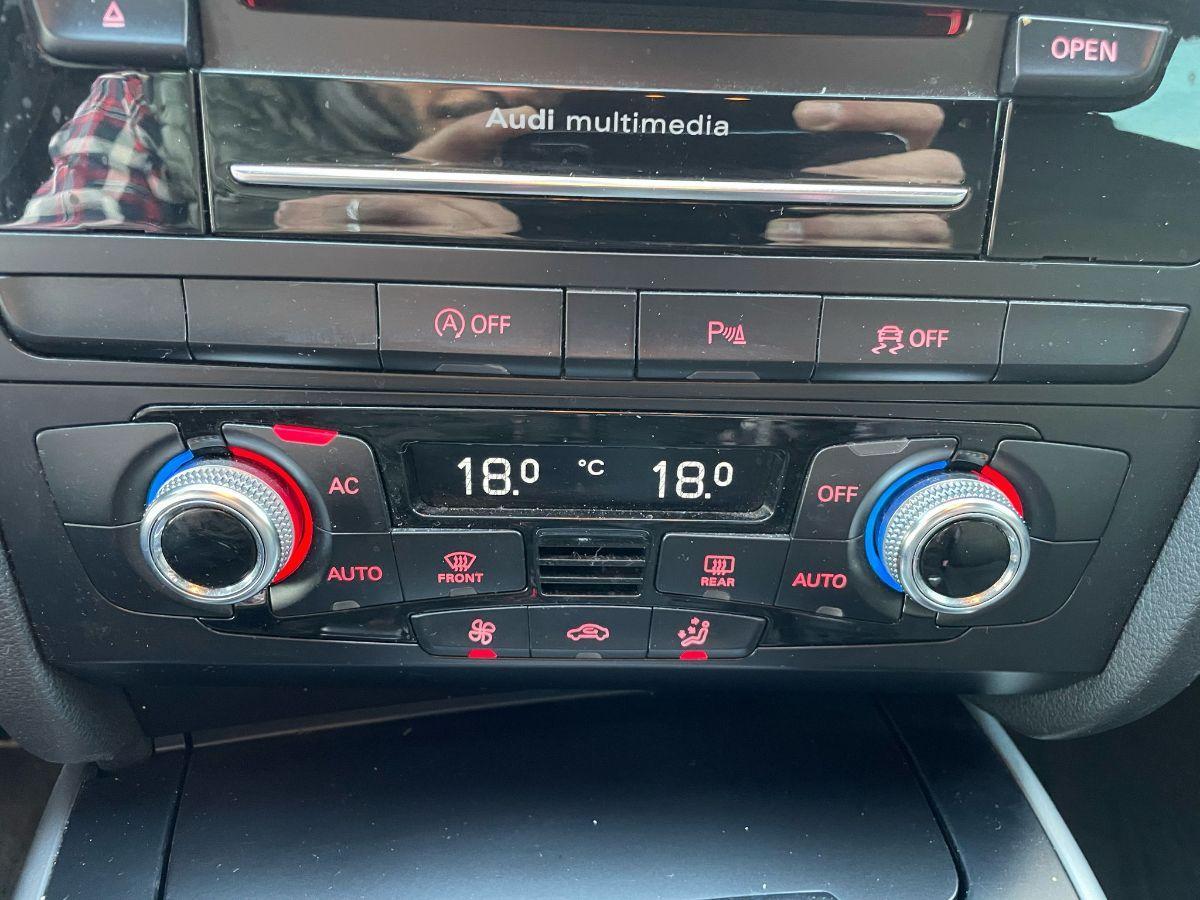 OPEN
Audi multimedia
A OFF
P
OFF
18.0 °C 18.0
AC
OFF
AUTO
FRONT
REAR
AUTO